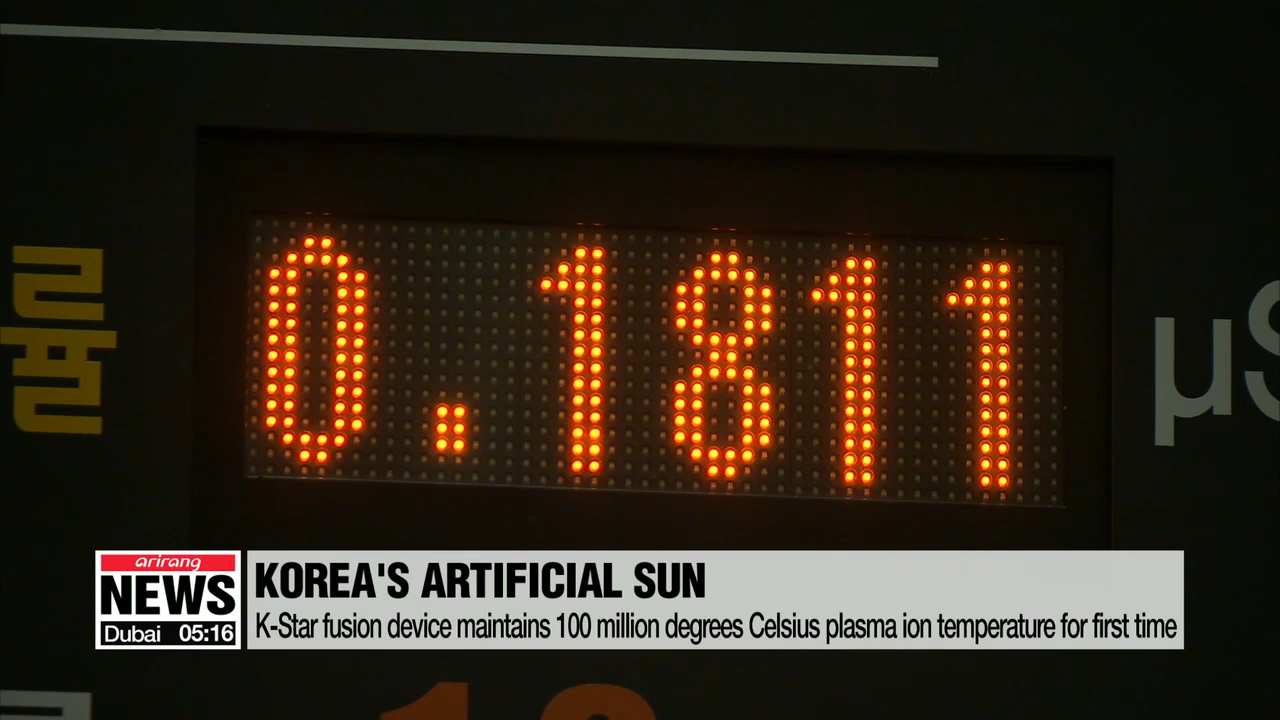 0.1811
μS
arirang
NEWS
Dubai 05:16
KOREA'S ARTIFICIAL SUN
K-Star fusion device maintains 100 million degrees Celsius plasma ion temperature for first time